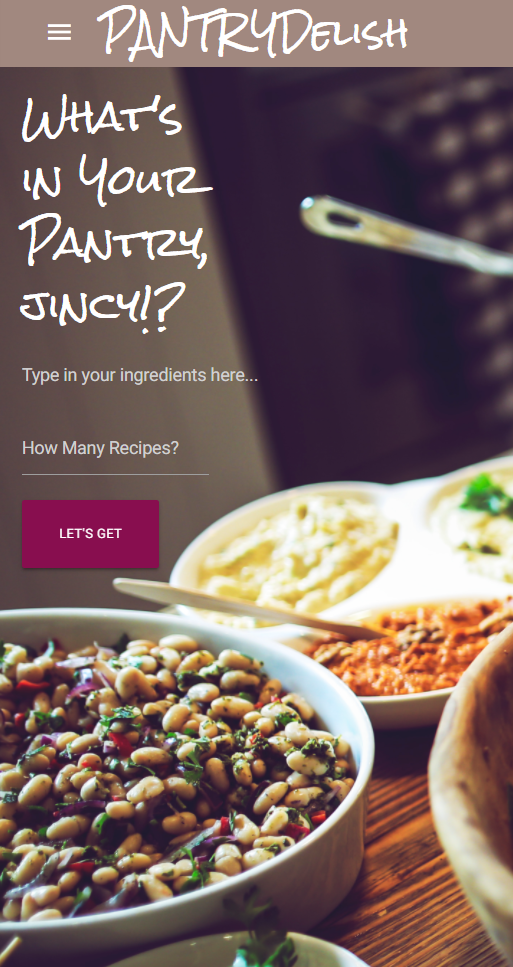 PANTRYDELISH
WHAT'S
IN YOUR
PANTRY,
JINCY!?
Type in your ingredients here...
How Many Recipes?
LET'S GET